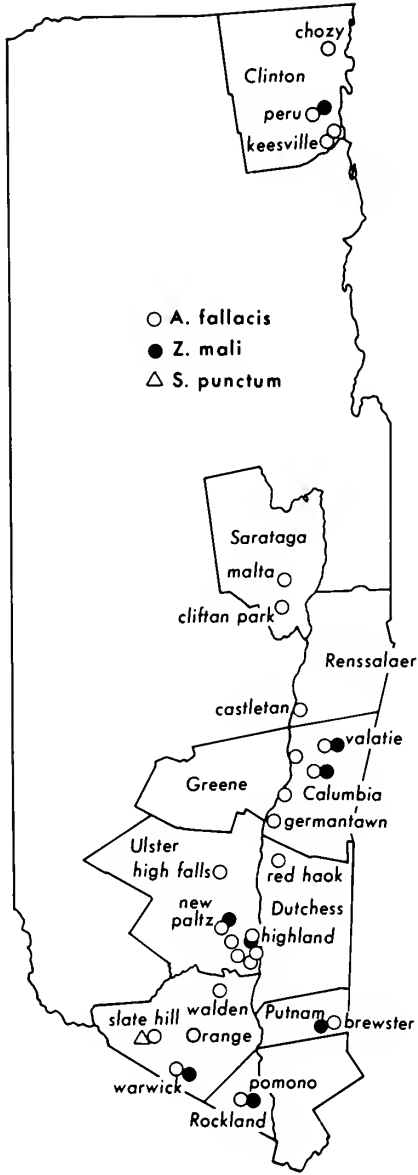 chozy
Clinton
peru
keesville
A. fallacis
Z. mali
S. punctum
Sarataga
malta
cliftan park
Renssalaer
castletan
valatie
Greene
Calumbia
germantawn
Ulster
high falls
red haok
new
paltz
Dutchess
highland
walden
Putnam
slate hill
Orange
brewster
warwick
pomono
Rockland